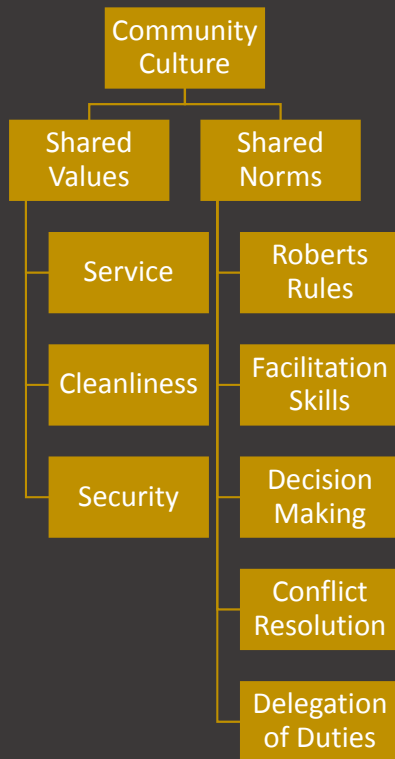 Community
Culture
Shared
Values
Service
Cleanliness
Security
Shared
Norms
Roberts
Rules
Facilitation
Skills
Decision
Making
Conflict
Resolution
Delegation
of Duties